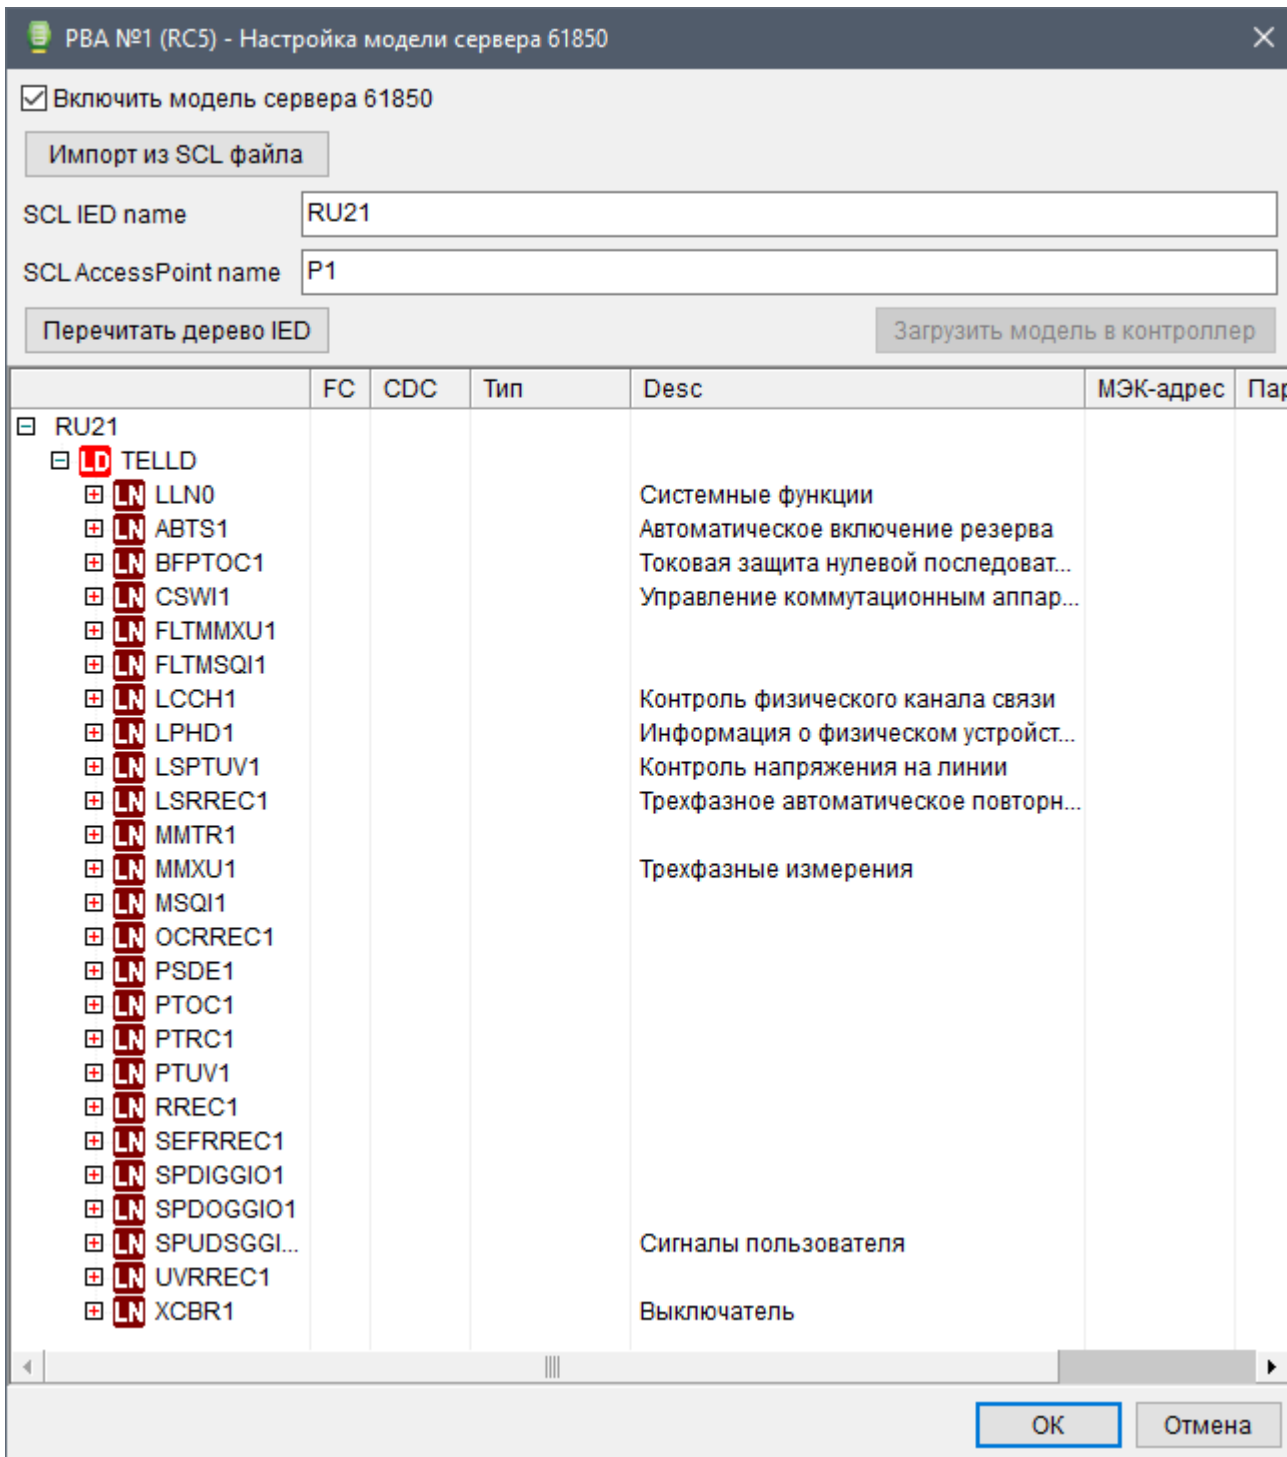 РВА №1 (RC5) - Настройка модели сервера 61850
Включить модель сервера 61850
Импорт из SCL файла
SCL IED name RU21
SCL AccessPoint name P1
Перечитать дерево IED Загрузить модель в контроллер
FC CDC Тип Desc МЭК-адрес Пар
RU21
LD TELLD
LN LLN0 Системные функции
LN ABTS1 Автоматическое включение резерва
LN BFPTOC1 Токовая защита нулевой последоват...
LN CSWI1 Управление коммутационным аппар...
LN FLTMMXU1
LN FLTMSQI1
LN LCCH1 Контроль физического канала связи
LN LPHD1 Информация о физическом устройст...
LN LSPTUV1 Контроль напряжения на линии
LN LSRREC1 Трехфазное автоматическое повторн...
LN MMTR1
LN MMXU1 Трехфазные измерения
LN MSQI1
LN OCRREC1
LN PSDE1
LN PTOC1
LN PTRC1
LN PTUV1
LN RREC1
LN SEFRREC1
LN SPDIGGIO1
LN SPDOGGIO1
LN SPUDSGGI... Сигналы пользователя
LN UVRREC1
LN XCBR1 Выключатель
ОК Отмена